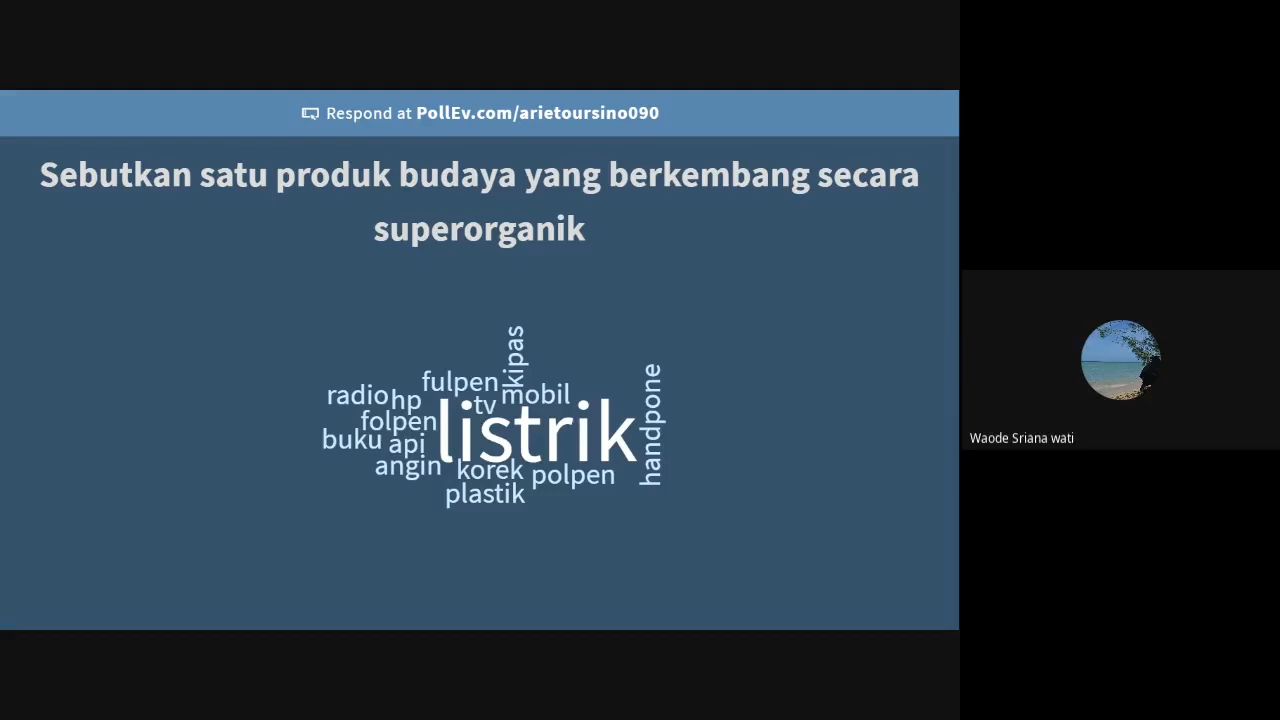 Respond at PollEv.com/arietoursino090
Sebutkan satu produk budaya yang berkembang secara
superorganik
kipas
fulpen
radio
hp
tv
mobil
handpone
folpen
listrik
buku
api
angin
korek
polpen
plastik
Waode Sriana wati